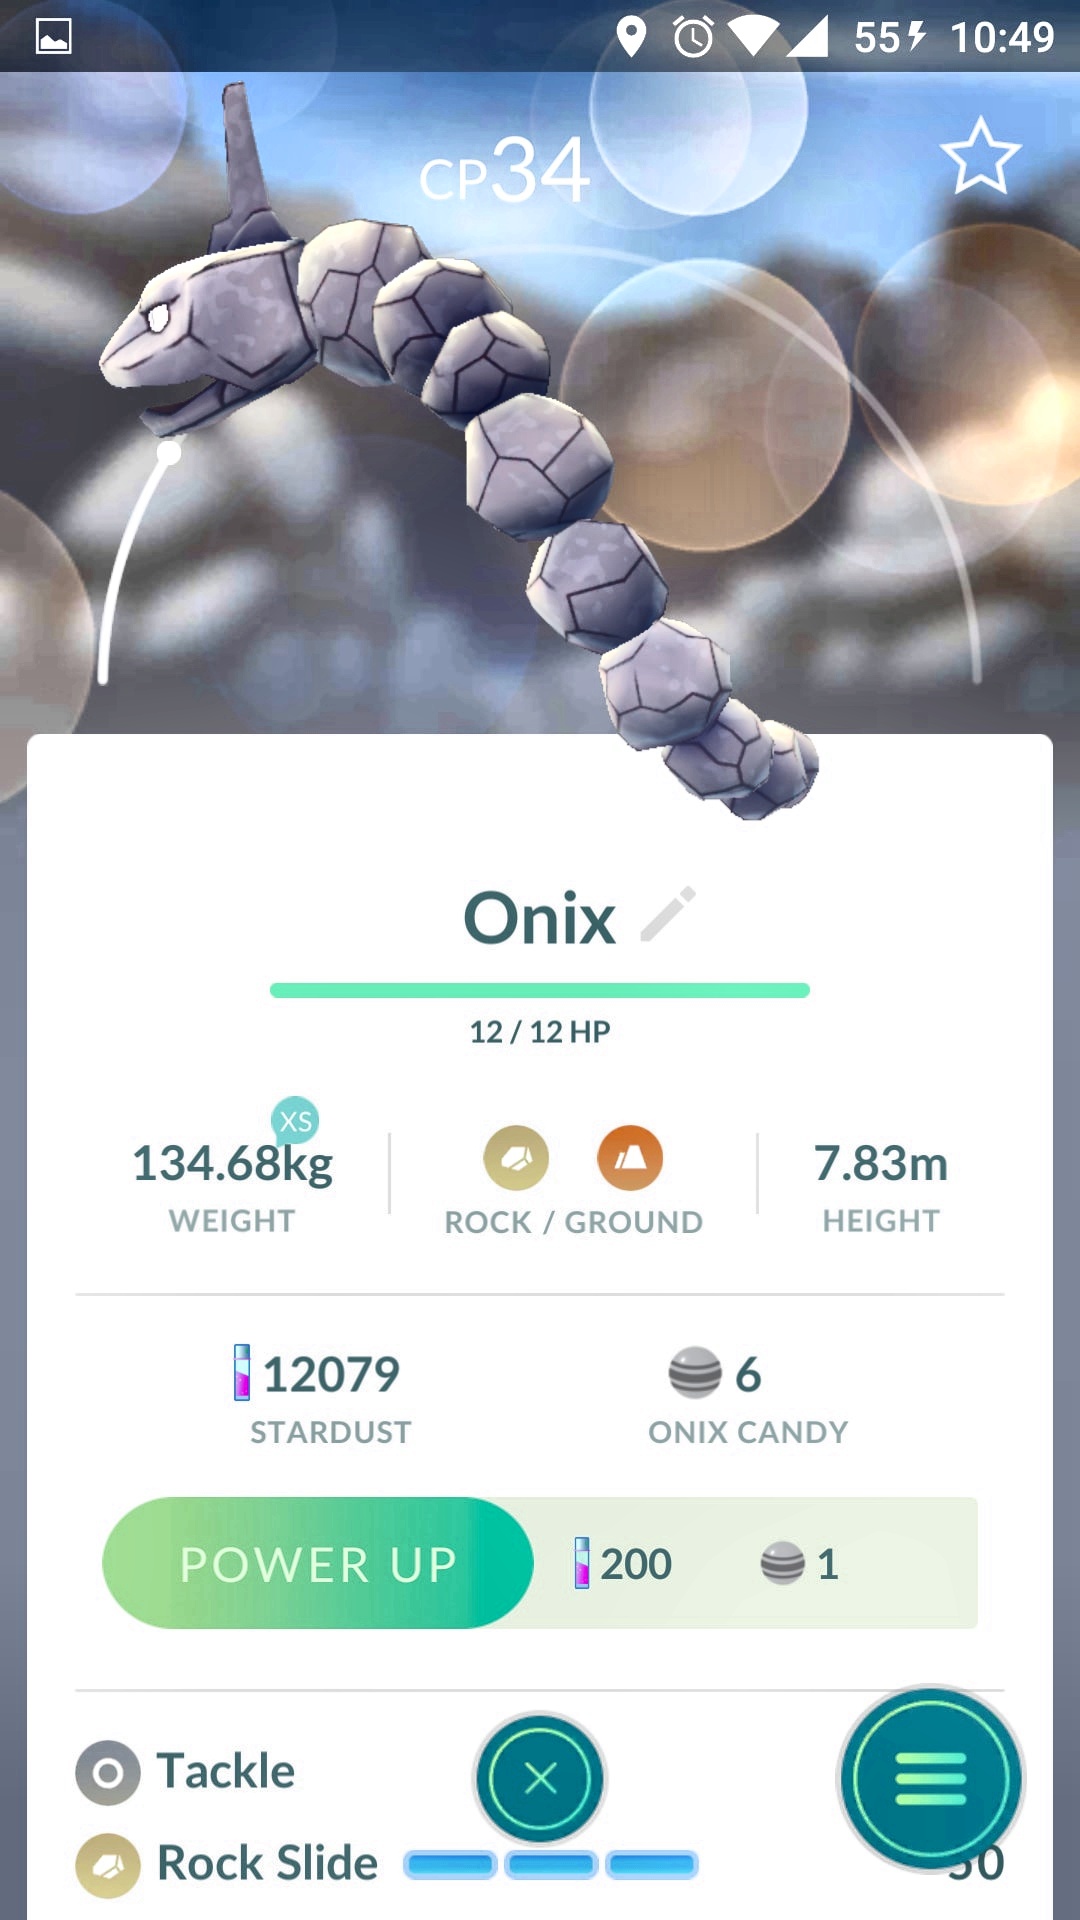 55 10:49
CP34
Onix
12 / 12 HP
XS
134.68kg
WEIGHT
ROCK / GROUND
7.83m
HEIGHT
12079
STARDUST
6
ONIX CANDY
POWER UP 200 1
Tackle
Rock Slide